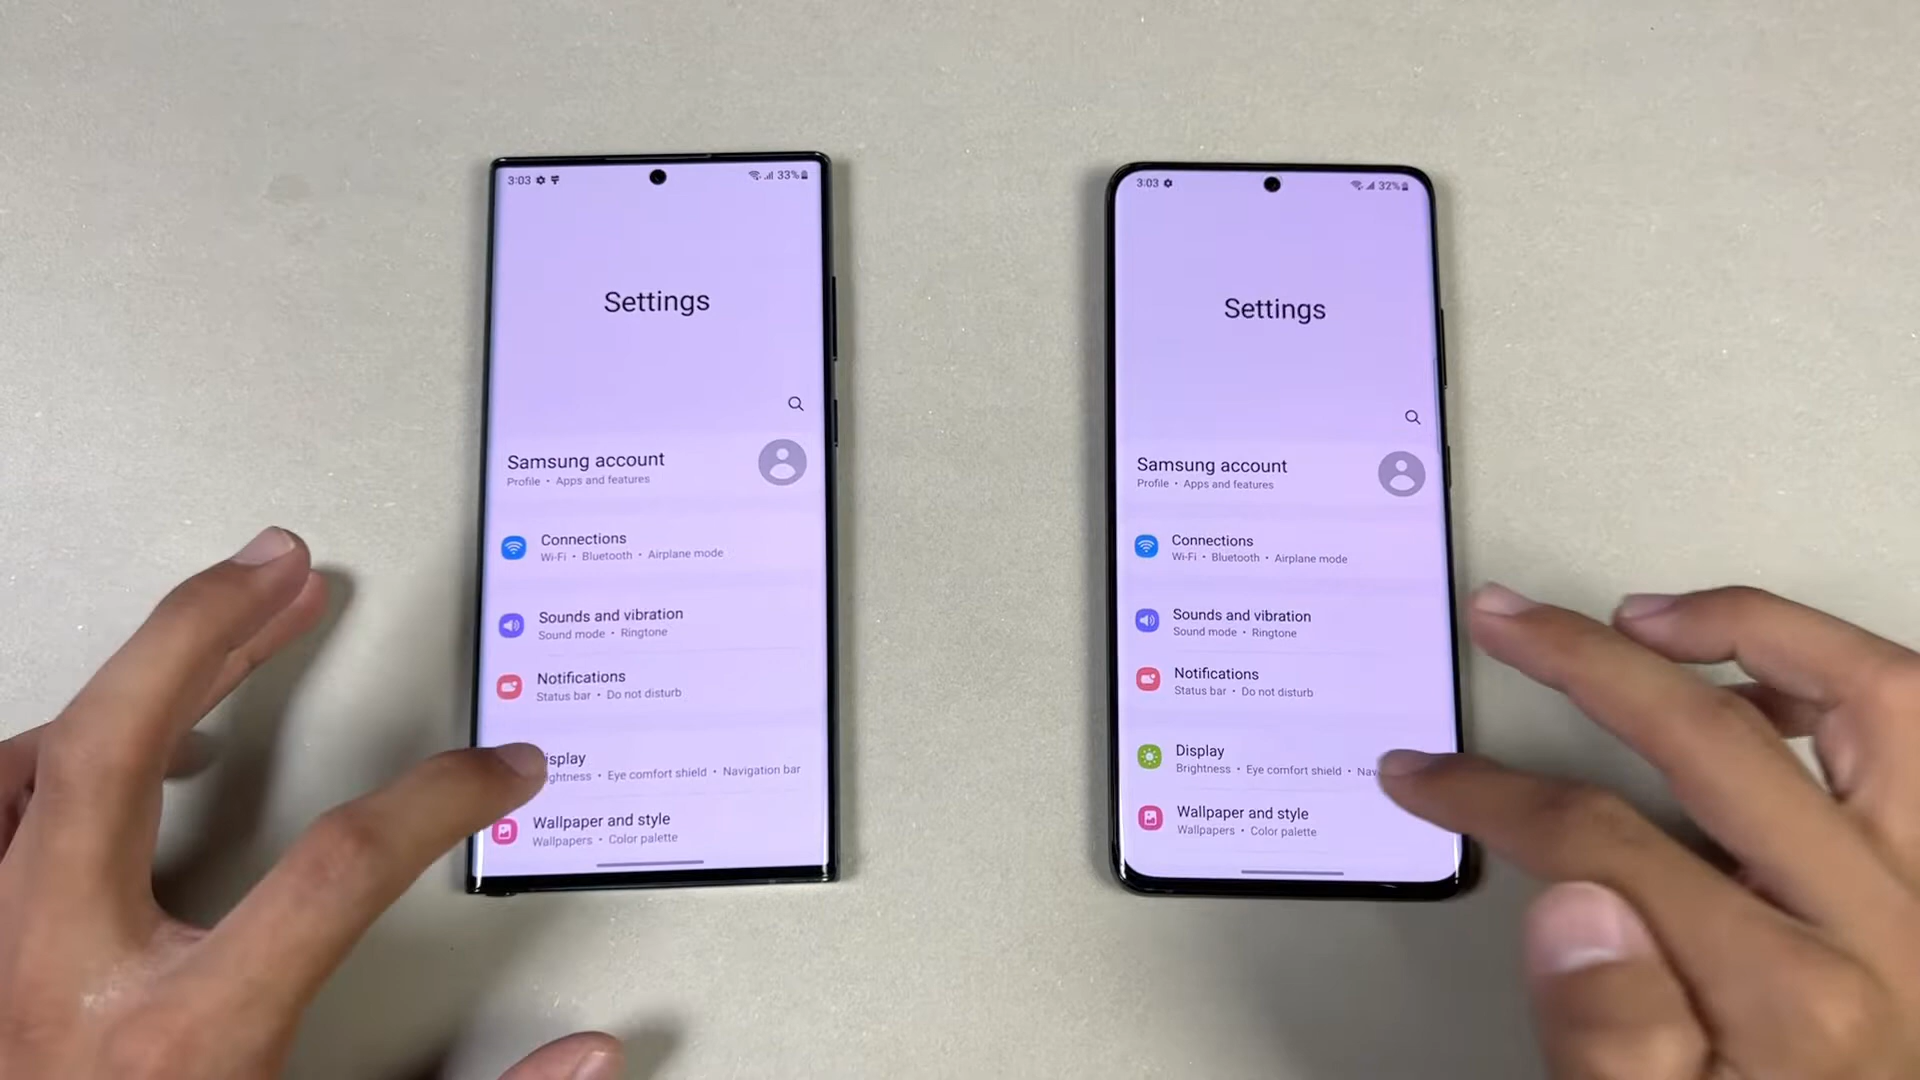 3:03
33%
Settings
Samsung account
Profile • Apps and features
Connections
Wi-Fi • Bluetooth • Airplane mode
Sounds and vibration
Sound mode • Ringtone
Notifications
Status bar • Do not disturb
isplay
ghtness • Eye comfort shield • Navigation bar
Wallpaper and style
Wallpapers • Color palette
3:03
32%
Settings
Samsung account
Profile • Apps and features
Connections
Wi-Fi • Bluetooth • Airplane mode
Sounds and vibration
Sound mode • Ringtone
Notifications
Status bar • Do not disturb
Display
Brightness • Eye comfort shield • Nav
Wallpaper and style
Wallpapers • Color palette